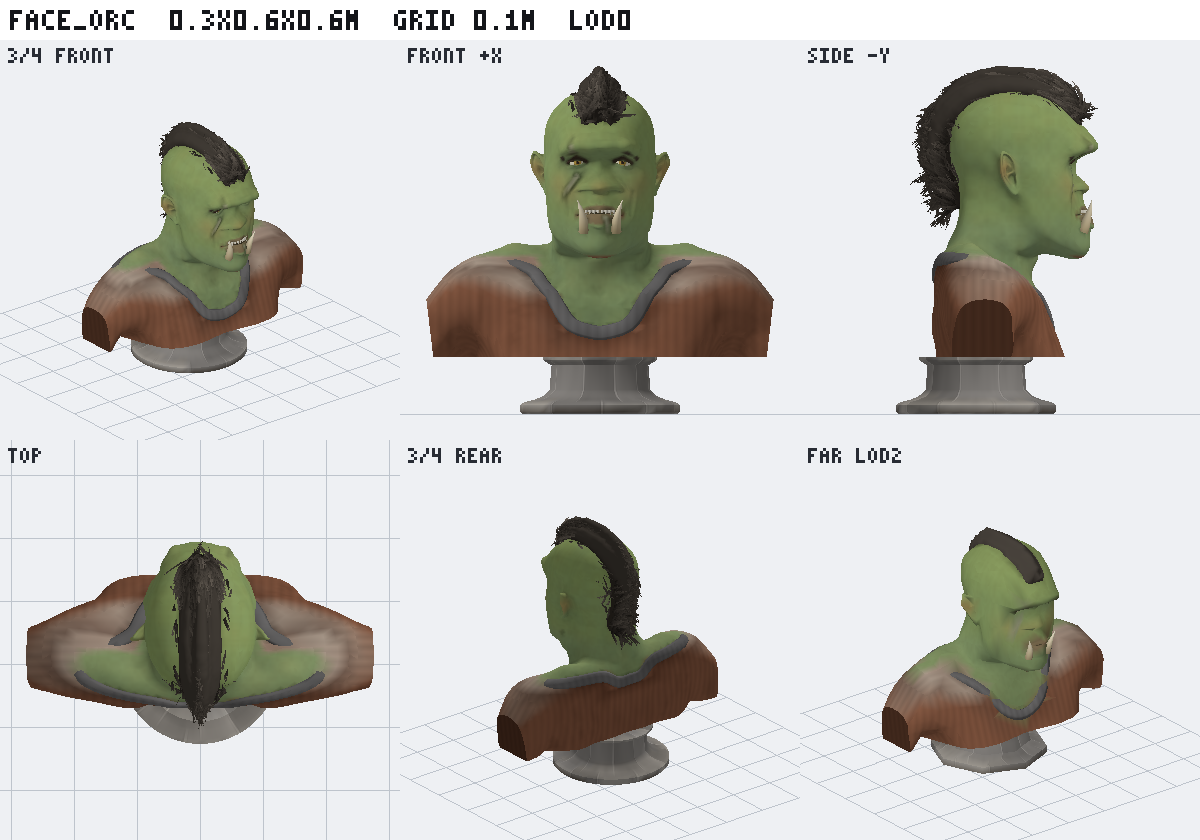 FACE_ORC 0.3X0.6X0.6M GRID 0.1M LOD0
3/4 FRONT
FRONT +X
SIDE -Y
TOP
3/4 REAR
FAR LOD2